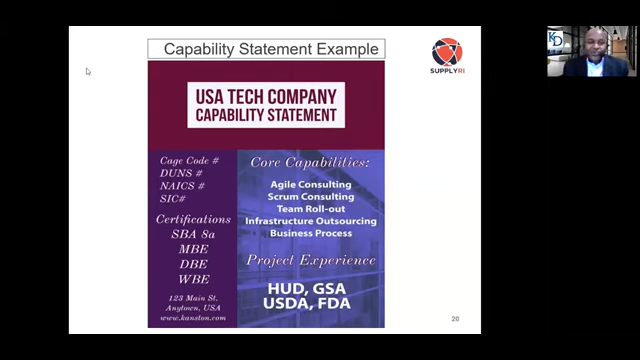 Capability Statement Example
SUPPLYRI
KD
USA TECH COMPANY
CAPABILITY STATEMENT
Cage Code #
DUNS #
NAICS #
SIC#
Certifications
SBA 8a
MBE
DBE
WBE
123 Main St.
Anytown, USA
www.kanston.com
Core Capabilities:
Agile Consulting
Scrum Consulting
Team Roll-out
Infrastructure Outsourcing
Business Process
Project Experience
HUD, GSA
USDA, FDA
20